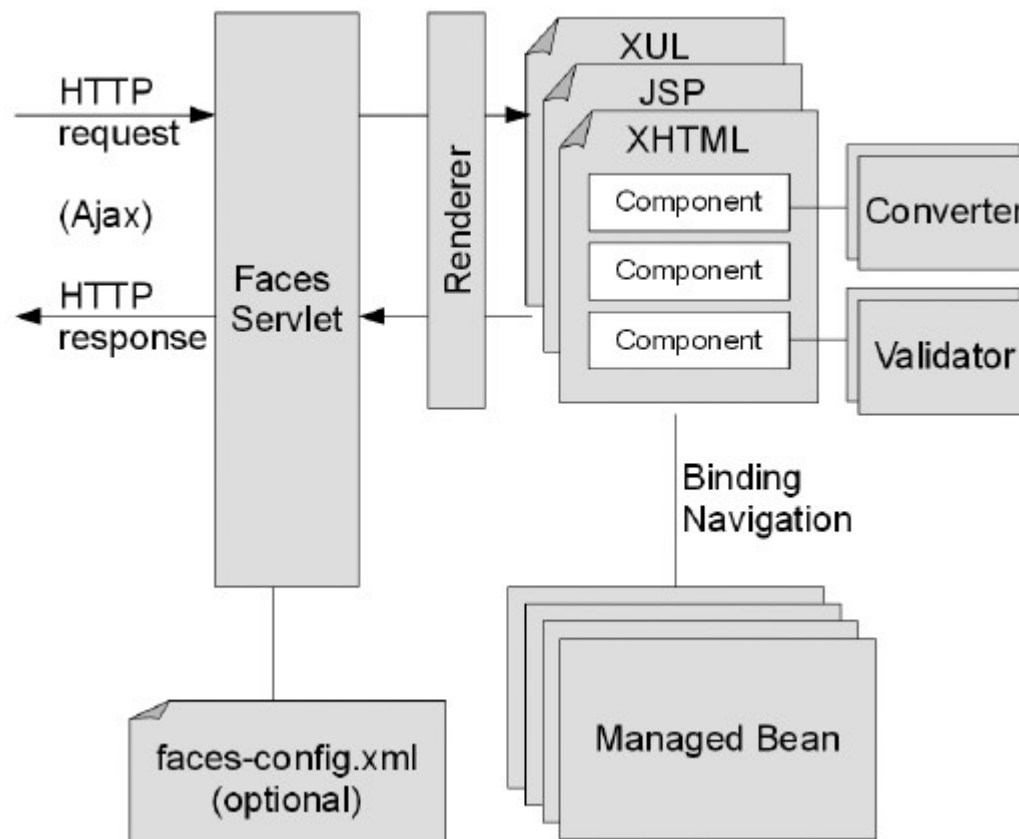 HTTP
request
(Ajax)
HTTP
response
Faces
Servlet
Renderer
XUL
JSP
XHTML
Component
Component
Component
Converter
Validator
Binding
Navigation
faces-config.xml
(optional)
Managed Bean